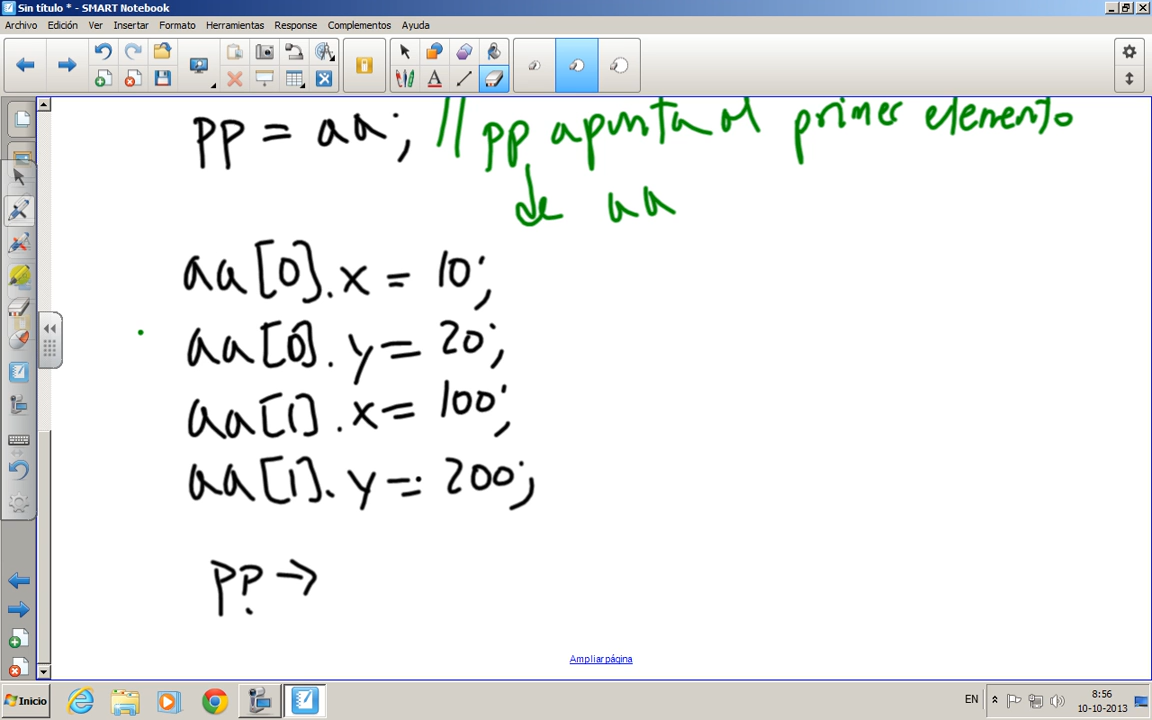 Sin título * - SMART Notebook
Archivo Edición Ver Insertar Formato Herramientas Response Complementos Ayuda
pp = aa; // pp apunta al primer elemento
de aa
aa[0].x = 10;
aa[0].y = 20;
aa[1].x = 100;
aa[1].y = 200;
pp →
Ampliar página
Inicio
EN
8:56
10-10-2013